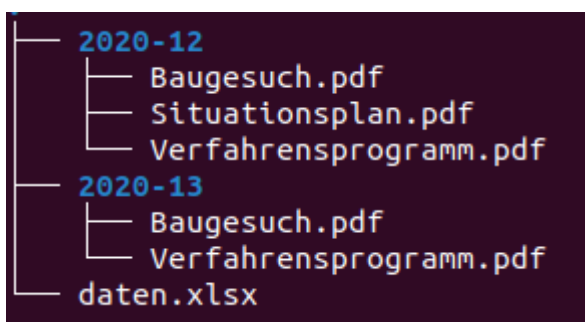 2020-12
Baugesuch.pdf
Situationsplan.pdf
Verfahrensprogramm.pdf
2020-13
Baugesuch.pdf
Verfahrensprogramm.pdf
daten.xlsx